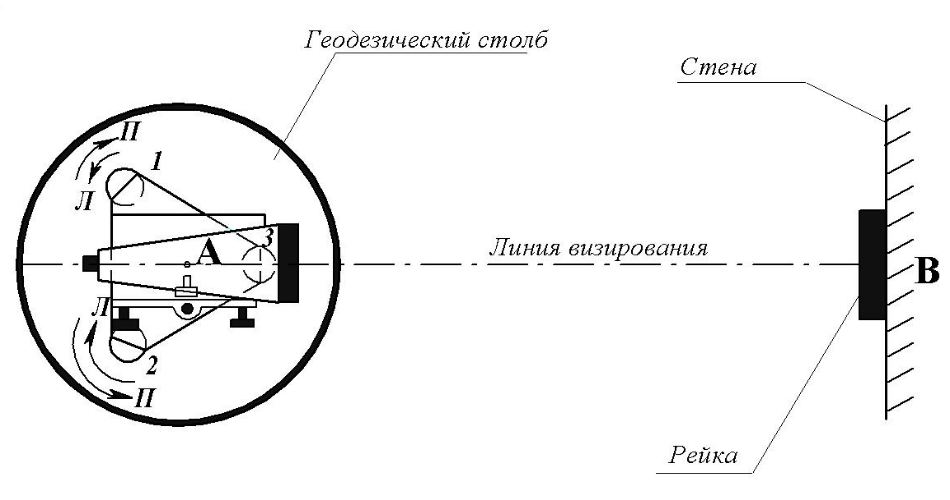 Геодезический столб
Стена
П
1
Л
3
А
Линия визирования
В
Л
2
П
Рейка